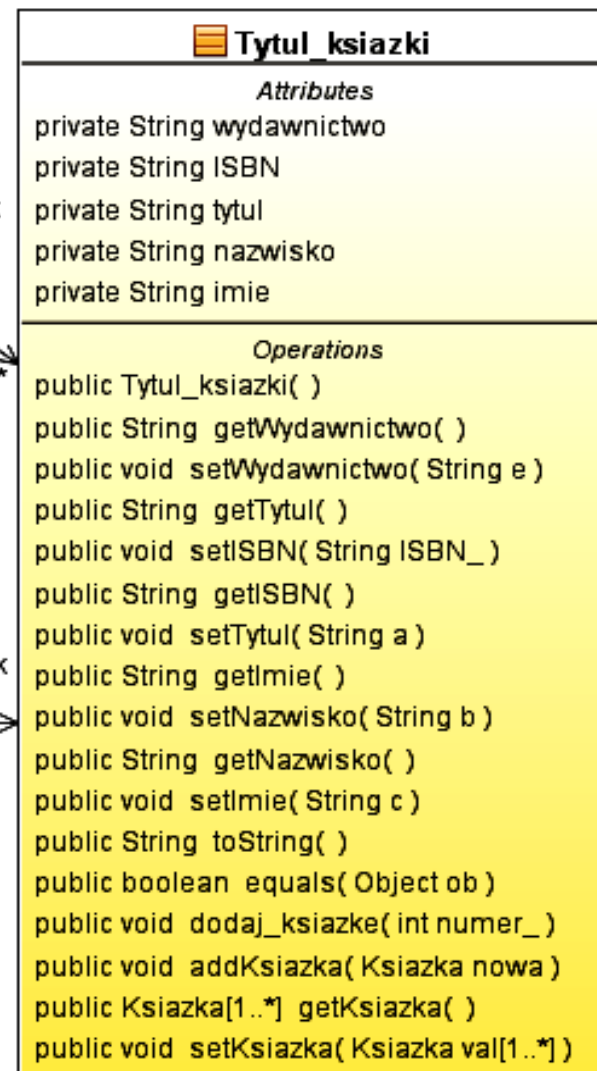 Tytul_ksiazki
Attributes
private String wydawnictwo
private String ISBN
private String tytul
private String nazwisko
private String imie
Operations
*
public Tytul_ksiazki( )
public String getWydawnictwo( )
public void setWydawnictwo( String e )
public String getTytul( )
public void setISBN( String ISBN_ )
public String getISBN( )
public void setTytul( String a )
public String getImie( )
public void setNazwisko( String b )
public String getNazwisko( )
public void setImie( String c )
public String toString( )
public boolean equals( Object ob )
public void dodaj_ksiazke( int numer_ )
public void addKsiazka( Ksiazka nowa )
public Ksiazka[1..*] getKsiazka( )
public void setKsiazka( Ksiazka val[1..*] )